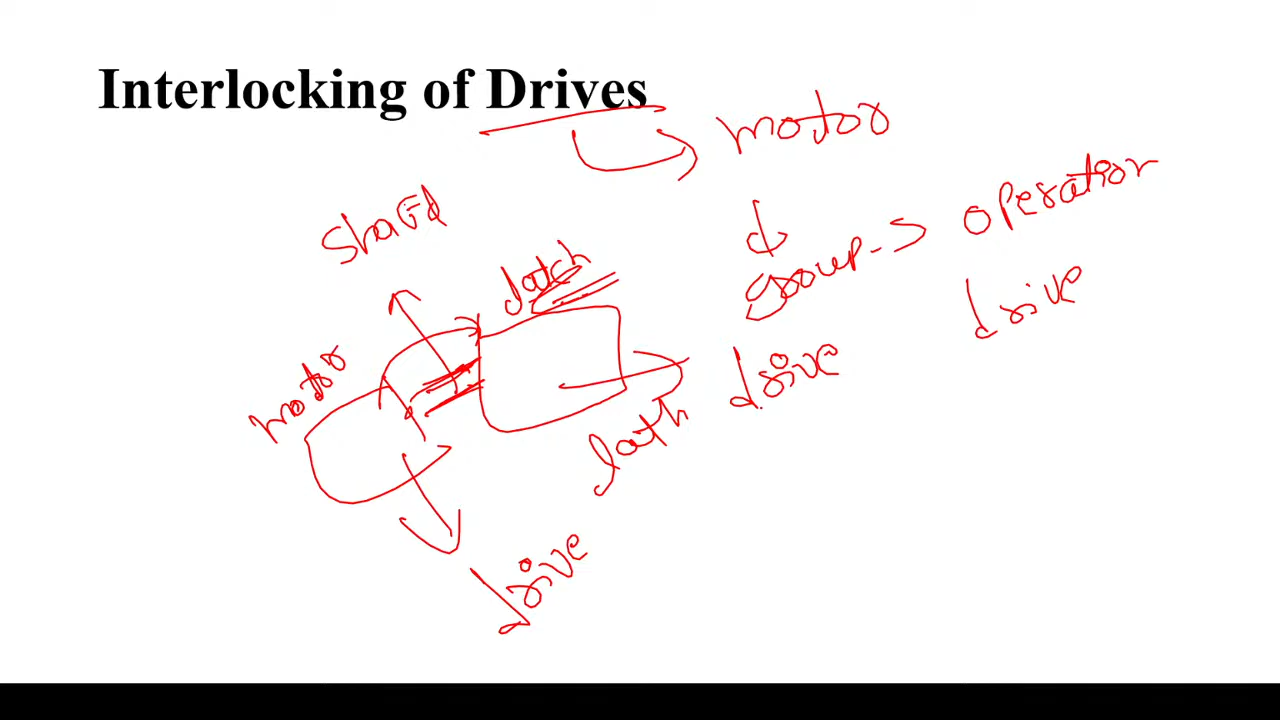 Interlocking of Drives
motor
operation
group
drive
drive
shaft
latch
motor
lath
drive